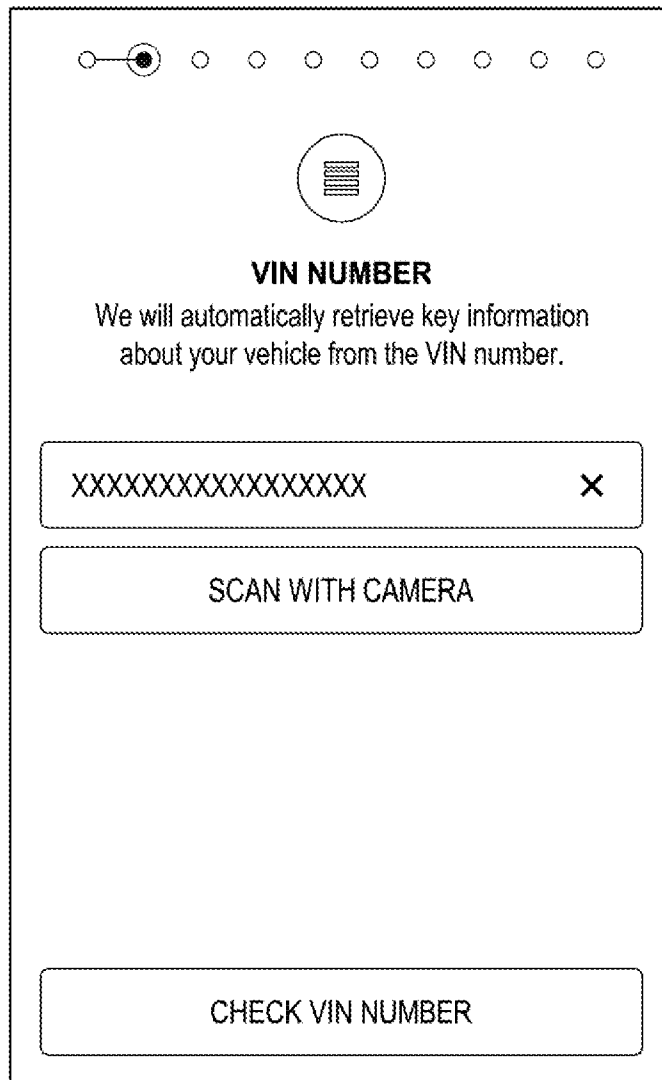 VIN NUMBER
We will automatically retrieve key information
about your vehicle from the VIN number.
XXXXXXXXXXXXXXXXX
SCAN WITH CAMERA
CHECK VIN NUMBER